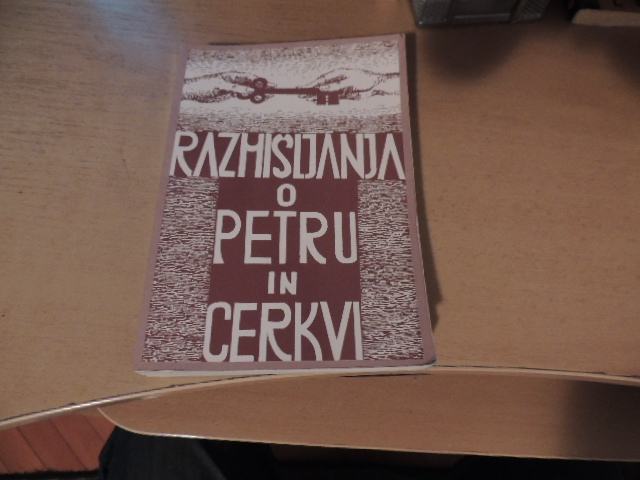 RAZMIŠLJANJA
O
PETRU
IN
CERKVI